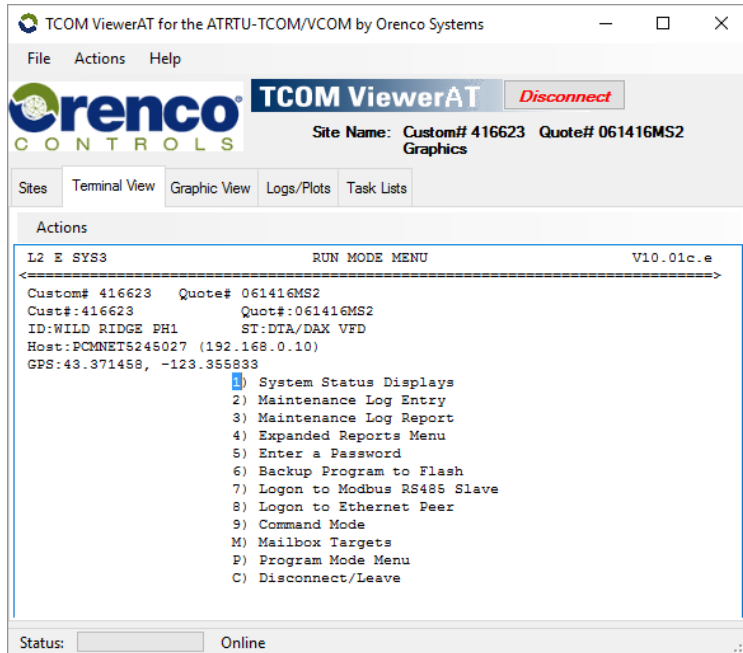 TCOM ViewerAT for the ATRTU-TCOM/VCOM by Orenco Systems
File Actions Help
Orenco®
CONTROLS
TCOM ViewerAT
Disconnect
Site Name: Custom# 416623 Quote# 061416MS2
Graphics
Sites Terminal View Graphic View Logs/Plots Task Lists
Actions
L2 E SYS3 RUN MODE MENU V10.01c.e
<==============================================================================>
Custom# 416623 Quote# 061416MS2
Cust#:416623 Quot#:061416MS2
ID:WILD RIDGE PH1 ST:DTA/DAX VFD
Host:PCMNET5245027 (192.168.0.10)
GPS:43.371458, -123.355833
1) System Status Displays
2) Maintenance Log Entry
3) Maintenance Log Report
4) Expanded Reports Menu
5) Enter a Password
6) Backup Program to Flash
7) Logon to Modbus RS485 Slave
8) Logon to Ethernet Peer
9) Command Mode
M) Mailbox Targets
P) Program Mode Menu
C) Disconnect/Leave
Status: Online